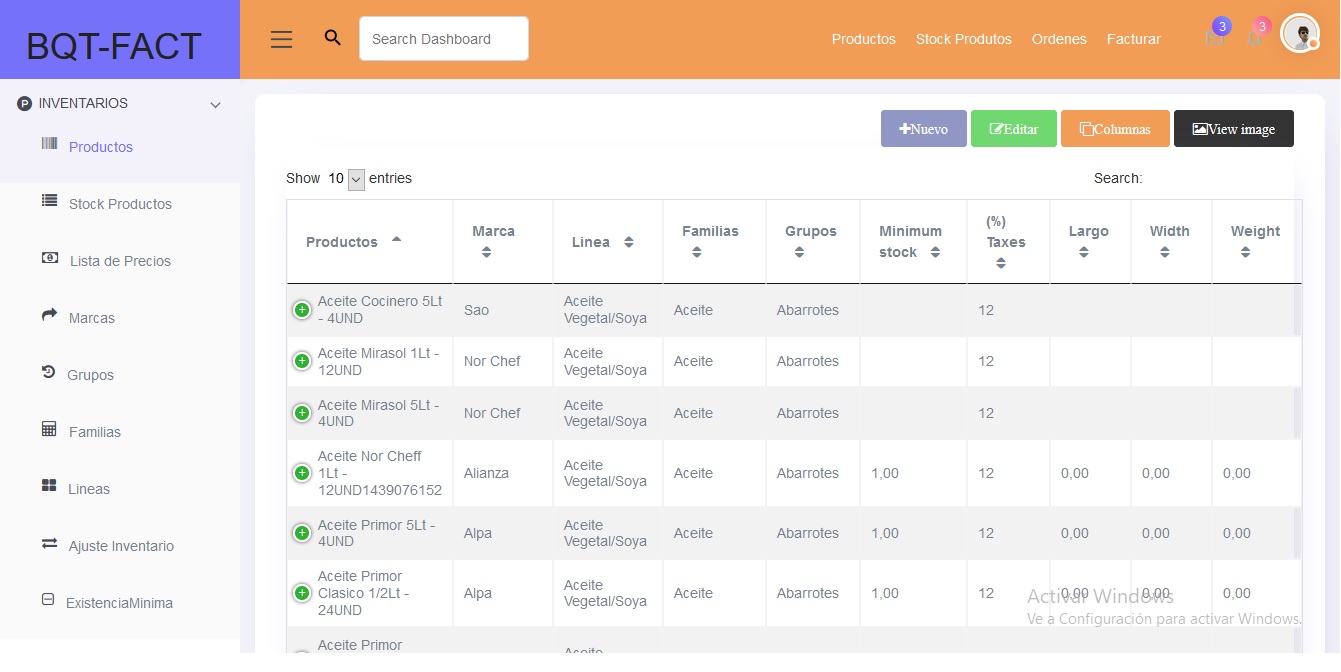 BQT-FACT
Search Dashboard
Productos Stock Produtos Ordenes Facturar
3 3
P INVENTARIOS
Productos
Stock Productos
Lista de Precios
Marcas
Grupos
Familias
Lineas
Ajuste Inventario
ExistenciaMinima
Nuevo Editar Columnas View image
Show 10 entries
Search:
Productos Marca Linea Familias Grupos Minimum stock (%) Taxes Largo Width Weight
Aceite Cocinero 5Lt - 4UND Sao Aceite Vegetal/Soya Aceite Abarrotes 12
Aceite Mirasol 1Lt - 12UND Nor Chef Aceite Vegetal/Soya Aceite Abarrotes 12
Aceite Mirasol 5Lt - 4UND Nor Chef Aceite Vegetal/Soya Aceite Abarrotes 12
Aceite Nor Cheff 1Lt - 12UND1439076152 Alianza Aceite Vegetal/Soya Aceite Abarrotes 1,00 12 0,00 0,00 0,00
Aceite Primor 5Lt - 4UND Alpa Aceite Vegetal/Soya Aceite Abarrotes 1,00 12 0,00 0,00 0,00
Aceite Primor Clasico 1/2Lt - 24UND Alpa Aceite Vegetal/Soya Aceite Abarrotes 1,00 12 0,00 0,00 0,00
Aceite Primor Aceite
Activar Windows
Ve a Configuración para activar Windows.